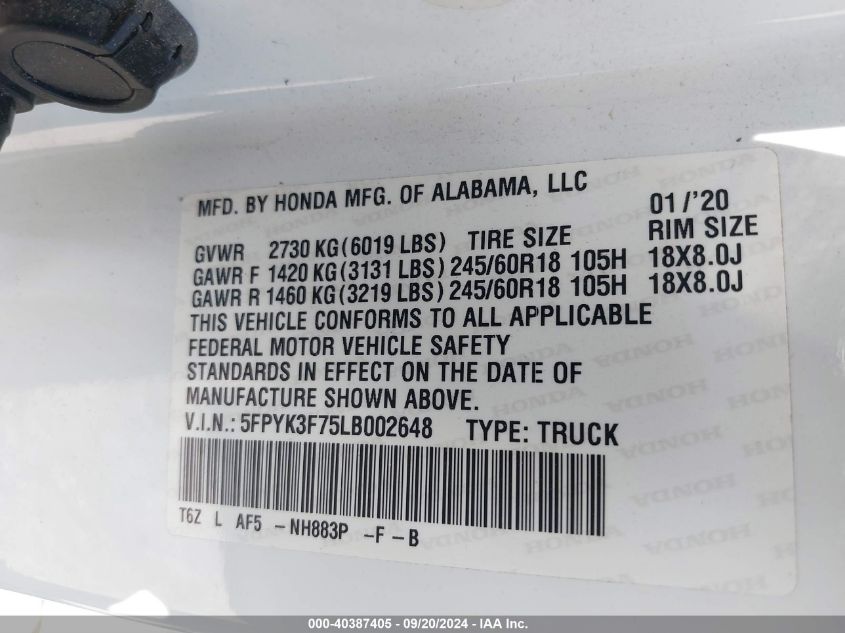 MFD. BY HONDA MFG. OF ALABAMA, LLC 01/'20
GVWR 2730 KG(6019 LBS) TIRE SIZE RIM SIZE
GAWR F 1420 KG(3131 LBS) 245/60R18 105H 18X8.0J
GAWR R 1460 KG(3219 LBS) 245/60R18 105H 18X8.0J
THIS VEHICLE CONFORMS TO ALL APPLICABLE
FEDERAL MOTOR VEHICLE SAFETY
STANDARDS IN EFFECT ON THE DATE OF
MANUFACTURE SHOWN ABOVE.
V.I.N.: 5FPYK3F75LB002648 TYPE: TRUCK
T6Z L AF5 -NH883P -F -B
000-40387405 - 09/20/2024 - IAA Inc.